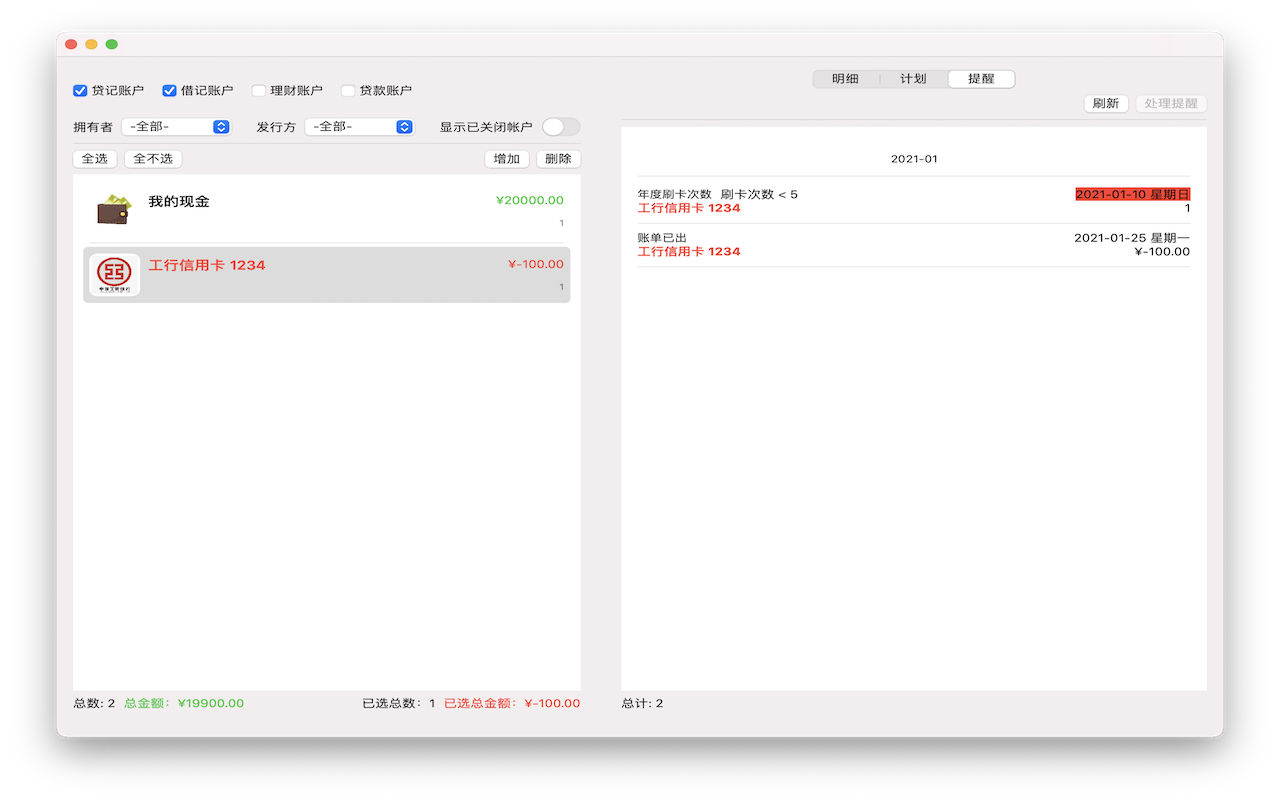 贷记账户 借记账户 理财账户 贷款账户
拥有者 -全部- 发行方 -全部- 显示已关闭帐户
全选 全不选 增加 删除
我的现金 ¥20000.00
1
工行信用卡 1234 ¥-100.00
1
总数: 2 总金额: ¥19900.00 已选总数: 1 已选总金额: ¥-100.00
明细 计划 提醒
刷新 处理提醒
2021-01
年度刷卡次数 刷卡次数 < 5 2021-01-10 星期日
工行信用卡 1234 1
账单已出 2021-01-25 星期一
工行信用卡 1234 ¥-100.00
总计: 2